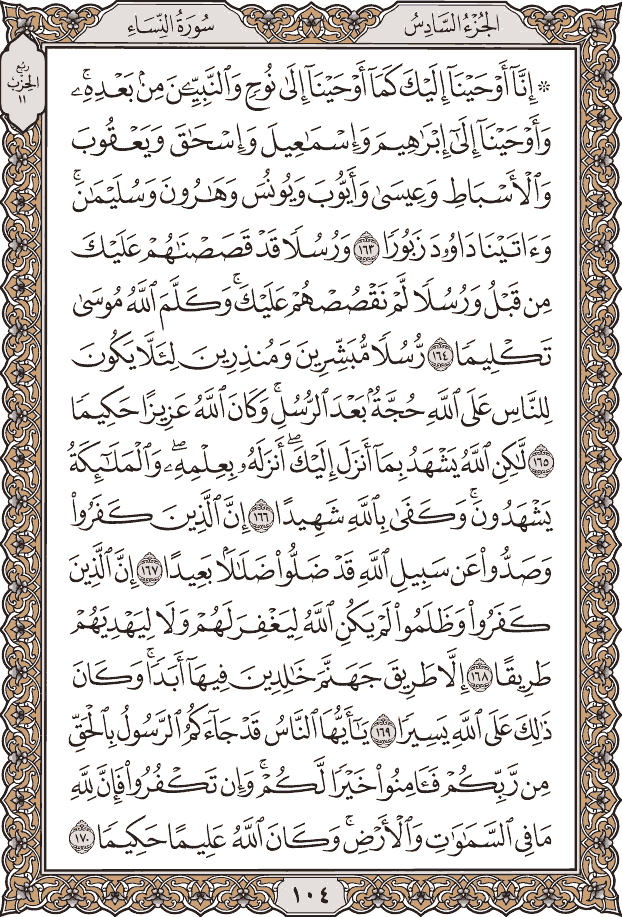 الجُزْءُ السَّادِسُ
سُورَةُ النِّسَاءِ
ربع
الحزب
١١
۞ إِنَّآ أَوْحَيْنَآ إِلَيْكَ كَمَآ أَوْحَيْنَآ إِلَىٰ نُوحٍ وَٱلنَّبِيِّـۧنَ مِنۢ بَعْدِهِۦۚ
وَأَوْحَيْنَآ إِلَىٰٓ إِبْرَٰهِيمَ وَإِسْمَٰعِيلَ وَإِسْحَٰقَ وَيَعْقُوبَ
وَٱلْأَسْبَاطِ وَعِيسَىٰ وَأَيُّوبَ وَيُونُسَ وَهَٰرُونَ وَسُلَيْمَٰنَۚ
وَءَاتَيْنَا دَاوُۥدَ زَبُورًا ١٦٣ وَرُسُلًا قَدْ قَصَصْنَٰهُمْ عَلَيْكَ
مِن قَبْلُ وَرُسُلًا لَّمْ نَقْصُصْهُمْ عَلَيْكَۚ وَكَلَّمَ ٱللَّهُ مُوسَىٰ
تَكْلِيمًا ١٦٤ رُّسُلًا مُّبَشِّرِينَ وَمُنذِرِينَ لِئَلَّا يَكُونَ
لِلنَّاسِ عَلَى ٱللَّهِ حُجَّةُۢ بَعْدَ ٱلرُّسُلِۚ وَكَانَ ٱللَّهُ عَزِيزًا حَكِيمًا
١٦٥ لَّٰكِنِ ٱللَّهُ يَشْهَدُ بِمَآ أَنزَلَ إِلَيْكَۖ أَنزَلَهُۥ بِعِلْمِهِۦۖ وَٱلْمَلَٰٓئِكَةُ
يَشْهَدُونَۚ وَكَفَىٰ بِٱللَّهِ شَهِيدًا ١٦٦ إِنَّ ٱلَّذِينَ كَفَرُوا۟
وَصَدُّوا۟ عَن سَبِيلِ ٱللَّهِ قَدْ ضَلُّوا۟ ضَلَٰلًۢا بَعِيدًا ١٦٧ إِنَّ ٱلَّذِينَ
كَفَرُوا۟ وَظَلَمُوا۟ لَمْ يَكُنِ ٱللَّهُ لِيَغْفِرَ لَهُمْ وَلَا لِيَهْدِيَهُمْ
طَرِيقًا ١٦٨ إِلَّا طَرِيقَ جَهَنَّمَ خَٰلِدِينَ فِيهَآ أَبَدًاۚ وَكَانَ
ذَٰلِكَ عَلَى ٱللَّهِ يَسِيرًا ١٦٩ يَٰٓأَيُّهَا ٱلنَّاسُ قَدْ جَآءَكُمُ ٱلرَّسُولُ بِٱلْحَقِّ
مِن رَّبِّكُمْ فَـَٔامِنُوا۟ خَيْرًا لَّكُمْۚ وَإِن تَكْفُرُوا۟ فَإِنَّ لِلَّهِ
مَا فِى ٱلسَّمَٰوَٰتِ وَٱلْأَرْضِۚ وَكَانَ ٱللَّهُ عَلِيمًا حَكِيمًا ١٧٠
١٠٤